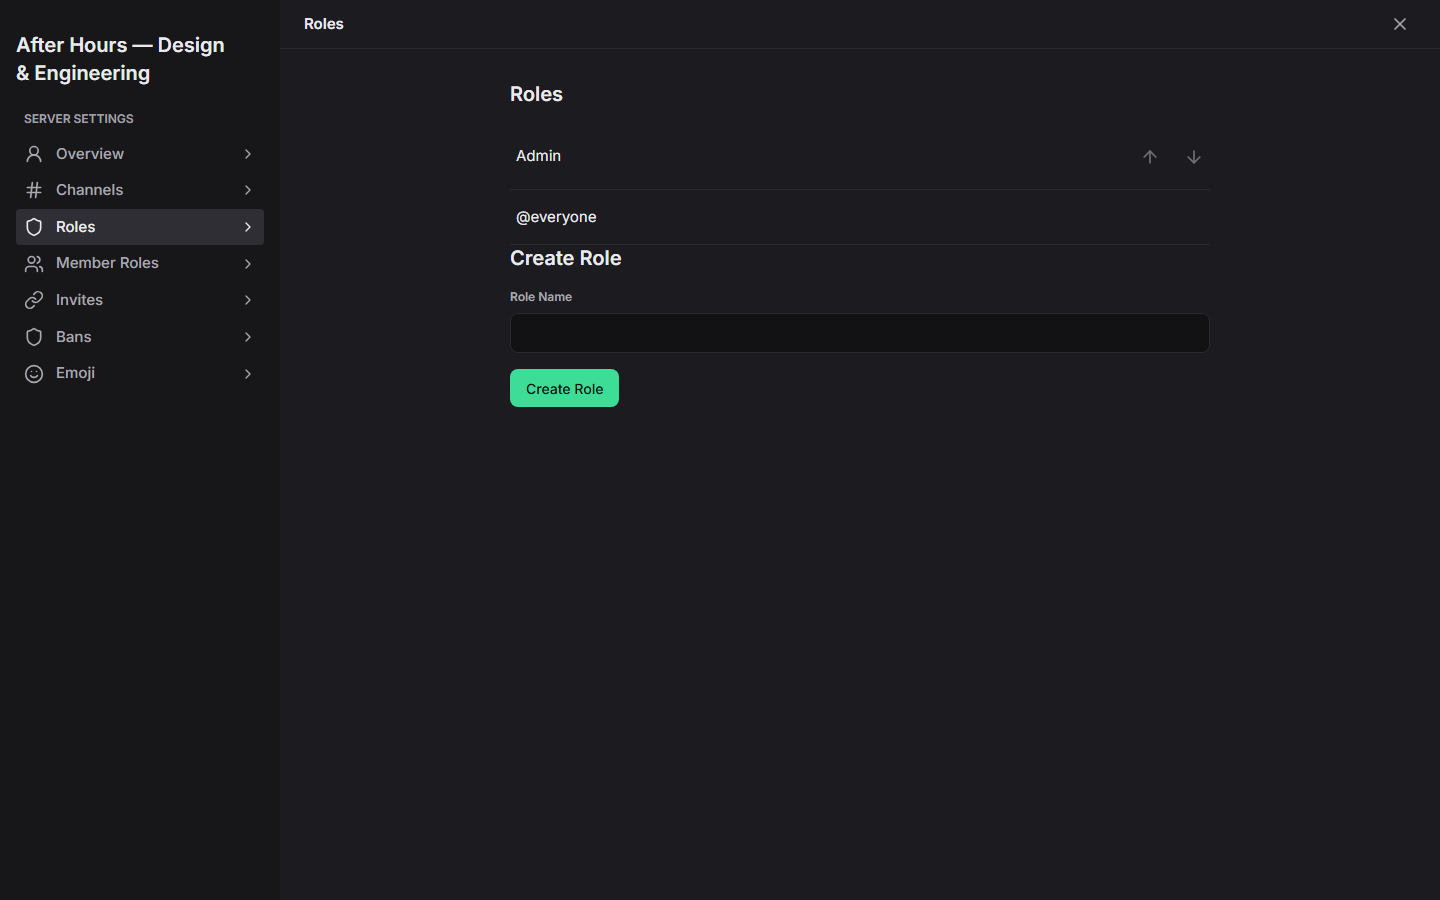 After Hours — Design
& Engineering
SERVER SETTINGS
Overview
Channels
Roles
Member Roles
Invites
Bans
Emoji
Roles
Roles
Admin
@everyone
Create Role
Role Name
Create Role